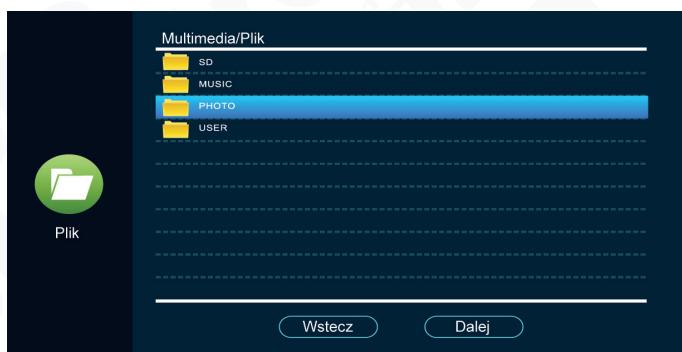 Multimedia/Plik
SD
MUSIC
PHOTO
USER
Plik
Wstecz
Dalej